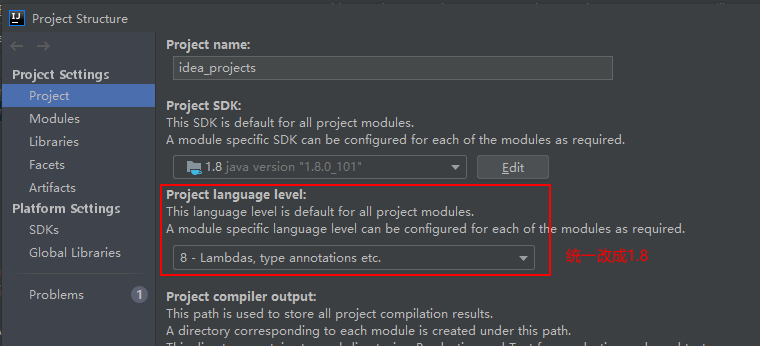 Project Structure
Project Settings
Project
Modules
Libraries
Facets
Artifacts
Platform Settings
SDKs
Global Libraries
Problems 1
Project name:
idea_projects
Project SDK:
This SDK is default for all project modules.
A module specific SDK can be configured for each of the modules as required.
1.8 java version "1.8.0_101"
Edit
Project language level:
This language level is default for all project modules.
A module specific language level can be configured for each of the modules as required.
8 - Lambdas, type annotations etc.
统一改成1.8
Project compiler output:
This path is used to store all project compilation results.
A directory corresponding to each module is created under this path.